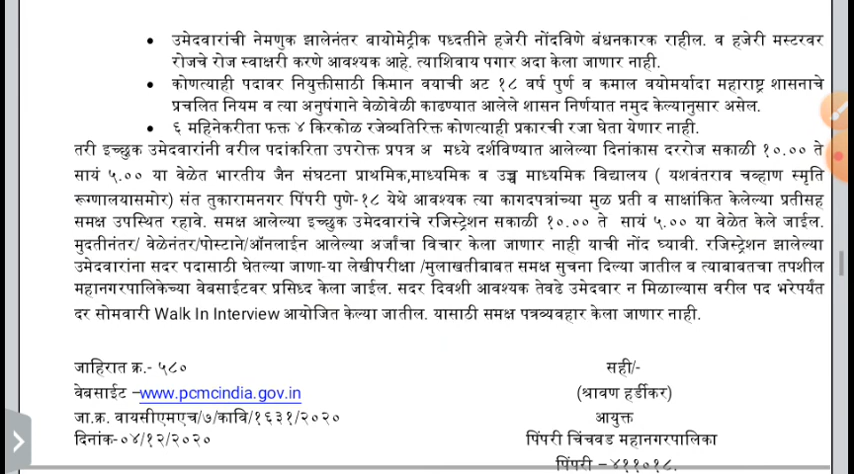 • उमेदवारांची नेमणुक झालेनंतर बायोमेट्रीक पध्दतीने हजेरी नोंदविणे बंधनकारक राहील. व हजेरी मस्टरवर
रोजचे रोज स्वाक्षरी करणे आवश्यक आहे. त्याशिवाय पगार अदा केला जाणार नाही.
• कोणत्याही पदावर नियुक्तीसाठी किमान वयाची अट १८ वर्ष पुर्ण व कमाल वयोमर्यादा महाराष्ट्र शासनाचे
प्रचलित नियम व त्या अनुषंगाने वेळोवेळी काढण्यात आलेले शासन निर्णयात नमुद केल्यानुसार असेल.
• ६ महिनेकरीता फक्त ४ किरकोळ रजेव्यतिरिक्त कोणत्याही प्रकारची रजा घेता येणार नाही.
तरी इच्छुक उमेदवारांनी वरील पदांकरिता उपरोक्त प्रपत्र अ मध्ये दर्शविण्यात आलेल्या दिनांकास दररोज सकाळी १०.०० ते
सायं ५.०० या वेळेत भारतीय जैन संघटना प्राथमिक,माध्यमिक व उच्च माध्यमिक विद्यालय ( यशवंतराव चव्हाण स्मृति
रूग्णालयासमोर) संत तुकारामनगर पिंपरी पुणे-१८ येथे आवश्यक त्या कागदपत्रांच्या मुळ प्रती व साक्षांकित केलेल्या प्रतीसह
समक्ष उपस्थित रहावे. समक्ष आलेल्या इच्छुक उमेदवारांचे रजिस्ट्रेशन सकाळी १०.०० ते सायं ५.०० या वेळेत केले जाईल.
मुदतीनंतर/ वेळेनंतर/पोस्टाने/ऑनलाईन आलेल्या अर्जांचा विचार केला जाणार नाही याची नोंद घ्यावी. रजिस्ट्रेशन झालेल्या
उमेदवारांना सदर पदासाठी घेतल्या जाणा-या लेखीपरीक्षा /मुलाखतीबाबत समक्ष सुचना दिल्या जातील व त्याबाबतचा तपशील
महानगरपालिकेच्या वेबसाईटवर प्रसिध्द केला जाईल. सदर दिवशी आवश्यक तेवढे उमेदवार न मिळाल्यास वरील पद भरेपर्यंत
दर सोमवारी Walk In Interview आयोजित केल्या जातील. यासाठी समक्ष पत्रव्यवहार केला जाणार नाही.
जाहिरात क्र.- ५८०
वेबसाईट –www.pcmcindia.gov.in
जा.क्र. वायसीएमएच/७/कावि/१६३१/२०२०
दिनांक-०४/१२/२०२०
सही/-
(श्रावण हर्डीकर)
आयुक्त
पिंपरी चिंचवड महानगरपालिका
पिंपरी – ४११०१८.